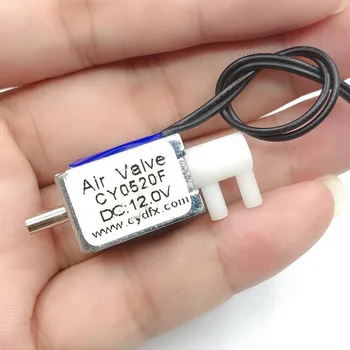 Air Valve
CY0520F
DC:12.0V
www.cydfx.com